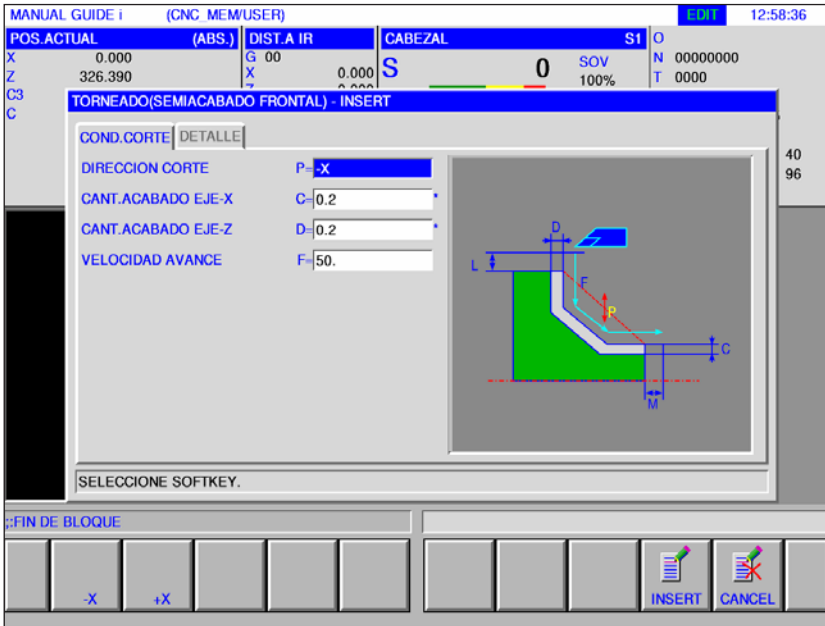 MANUAL GUIDE i (CNC_MEM/USER) EDIT 12:58:36
POS.ACTUAL (ABS.) DIST.A IR CABEZAL S1 O
X 0.000 G 00 S 0 SOV 100% N 00000000
Z 326.390 X 0.000 T 0000
C3
C
TORNEADO(SEMIACABADO FRONTAL) - INSERT
COND.CORTE DETALLE
40
96
DIRECCION CORTE P=-X
CANT.ACABADO EJE-X C=0.2 *
CANT.ACABADO EJE-Z D=0.2 *
VELOCIDAD AVANCE F=50.
D
L
F
P
C
M
SELECCIONE SOFTKEY.
;:FIN DE BLOQUE
-X +X INSERT CANCEL